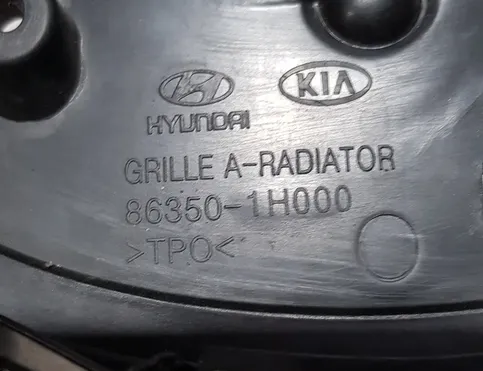 HYUNDAI KIA
GRILLE A-RADIATOR
86350-1H000
>TPO<